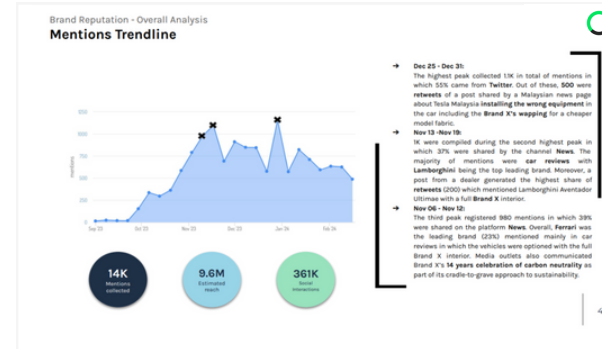 Brand Reputation - Overall Analysis
Mentions Trendline
→ Dec 25 - Dec 31:
The highest peak collected 1.1K in total of mentions in
which 55% came from Twitter. Out of these, 500 were
retweets of a post shared by a Malaysian news page
about Tesla Malaysia installing the wrong equipment in
the car including the Brand X's wapping for a cheaper
model fabric.
→ Nov 13 -Nov 19:
1K were compiled during the second highest peak in
which 37% were shared by the channel News. The
majority of mentions were car reviews with
Lamborghini being the top leading brand. Moreover, a
post from a dealer generated the highest share of
retweets (200) which mentioned Lamborghini Aventador
Ultimae with a full Brand X interior.
→ Nov 06 - Nov 12:
The third peak registered 980 mentions in which 39%
were shared on the platform News. Overall, Ferrari was
the leading brand (23%) mentioned mainly in car
reviews in which the vehicles were optioned with the full
Brand X interior. Media outlets also communicated
Brand X's 14 years celebration of carbon neutrality as
part of its cradle-to-grave approach to sustainability.
mentions
1000
750
500
250
0
Sep 23
Oct 23
Nov 23
Dec 23
Jan 24
Feb 24
14K
Mentions
collected
9.6M
Estimated
reach
361K
Social
interactions
4